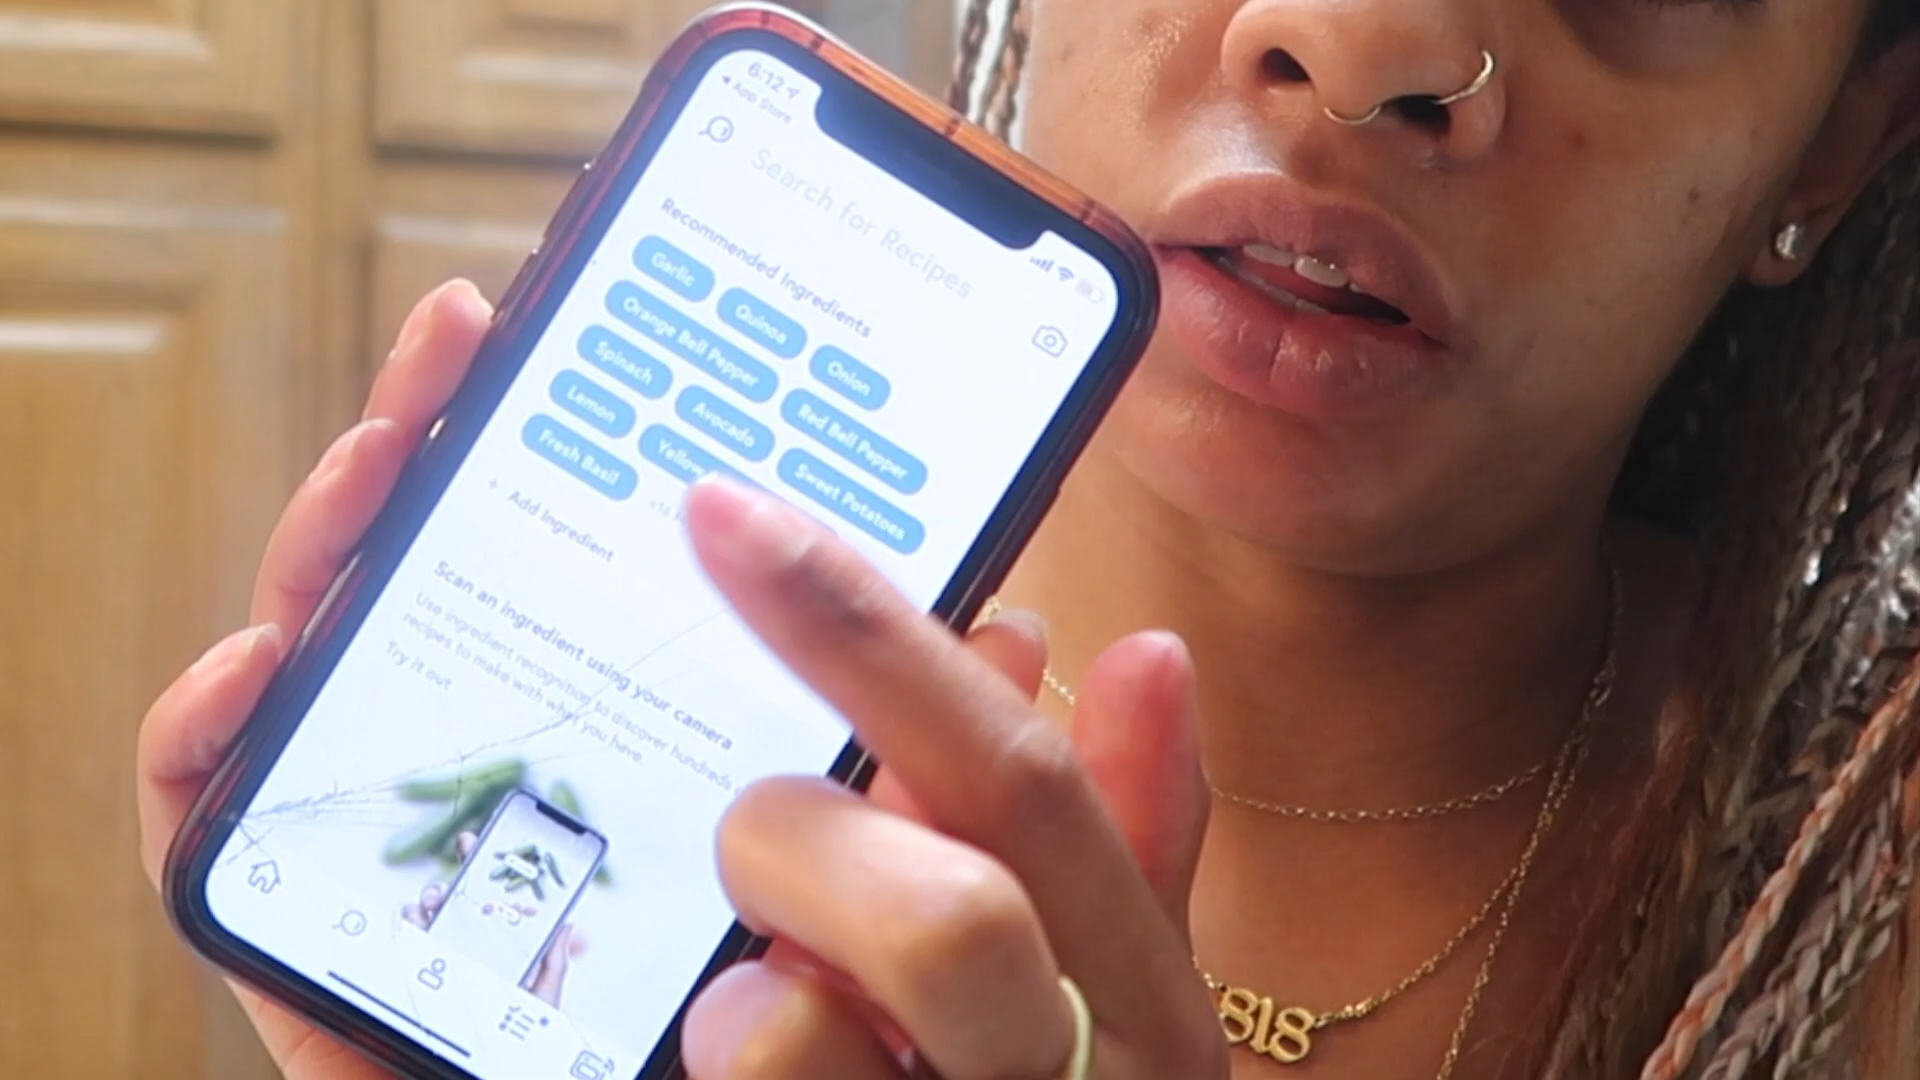 6:12
App Store
Search for Recipes
Recommended Ingredients
Garlic Quinoa Onion
Orange Bell Pepper Red Bell Pepper
Spinach Avocado Sweet Potatoes
Lemon Yellow
Fresh Basil +16
+ Add Ingredient
Scan an ingredient using your camera
Use ingredient recognition to discover hundreds
recipes to make with what you have.
Try it out
818